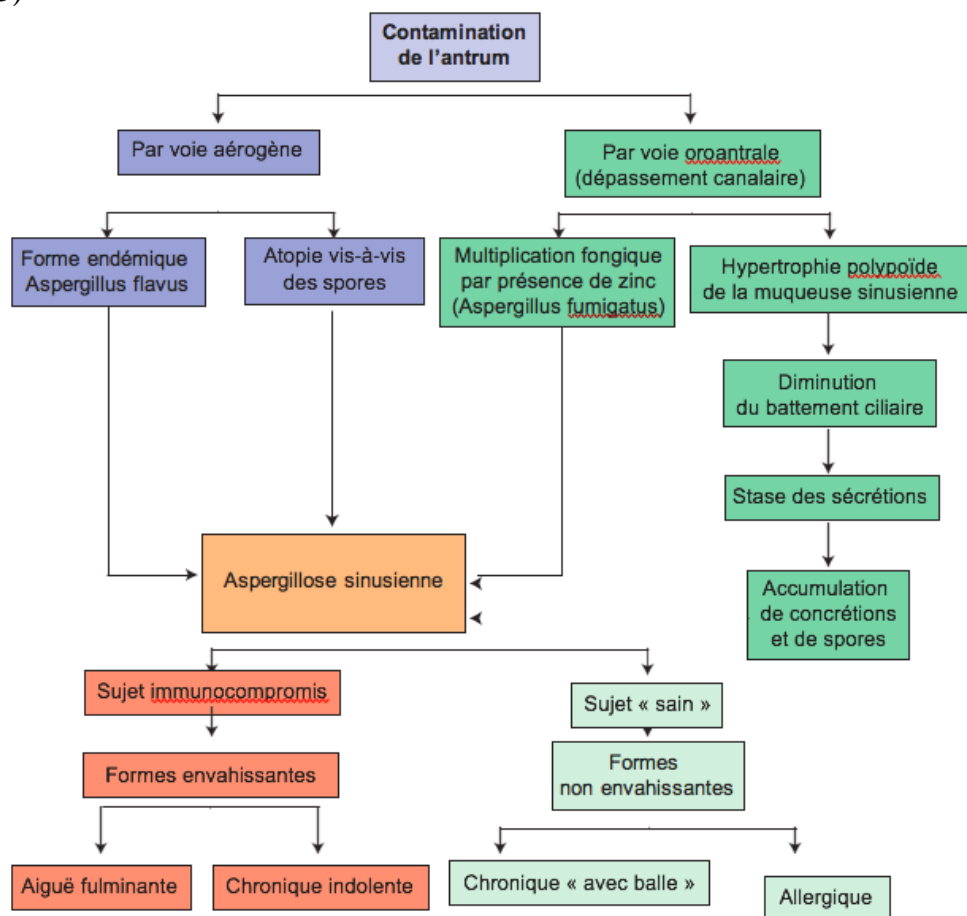 Contamination
de l'antrum
Par voie aérogène
Par voie oroantrale
(dépassement canalaire)
Forme endémique
Aspergillus flavus
Atopie vis-à-vis
des spores
Multiplication fongique
par présence de zinc
(Aspergillus fumigatus)
Hypertrophie polypoïde
de la muqueuse sinusienne
Diminution
du battement ciliaire
Stase des sécrétions
Accumulation
de concrétions
et de spores
Aspergillose sinusienne
Sujet immunocompromis
Sujet « sain »
Formes envahissantes
Formes
non envahissantes
Aiguë fulminante
Chronique indolente
Chronique « avec balle »
Allergique